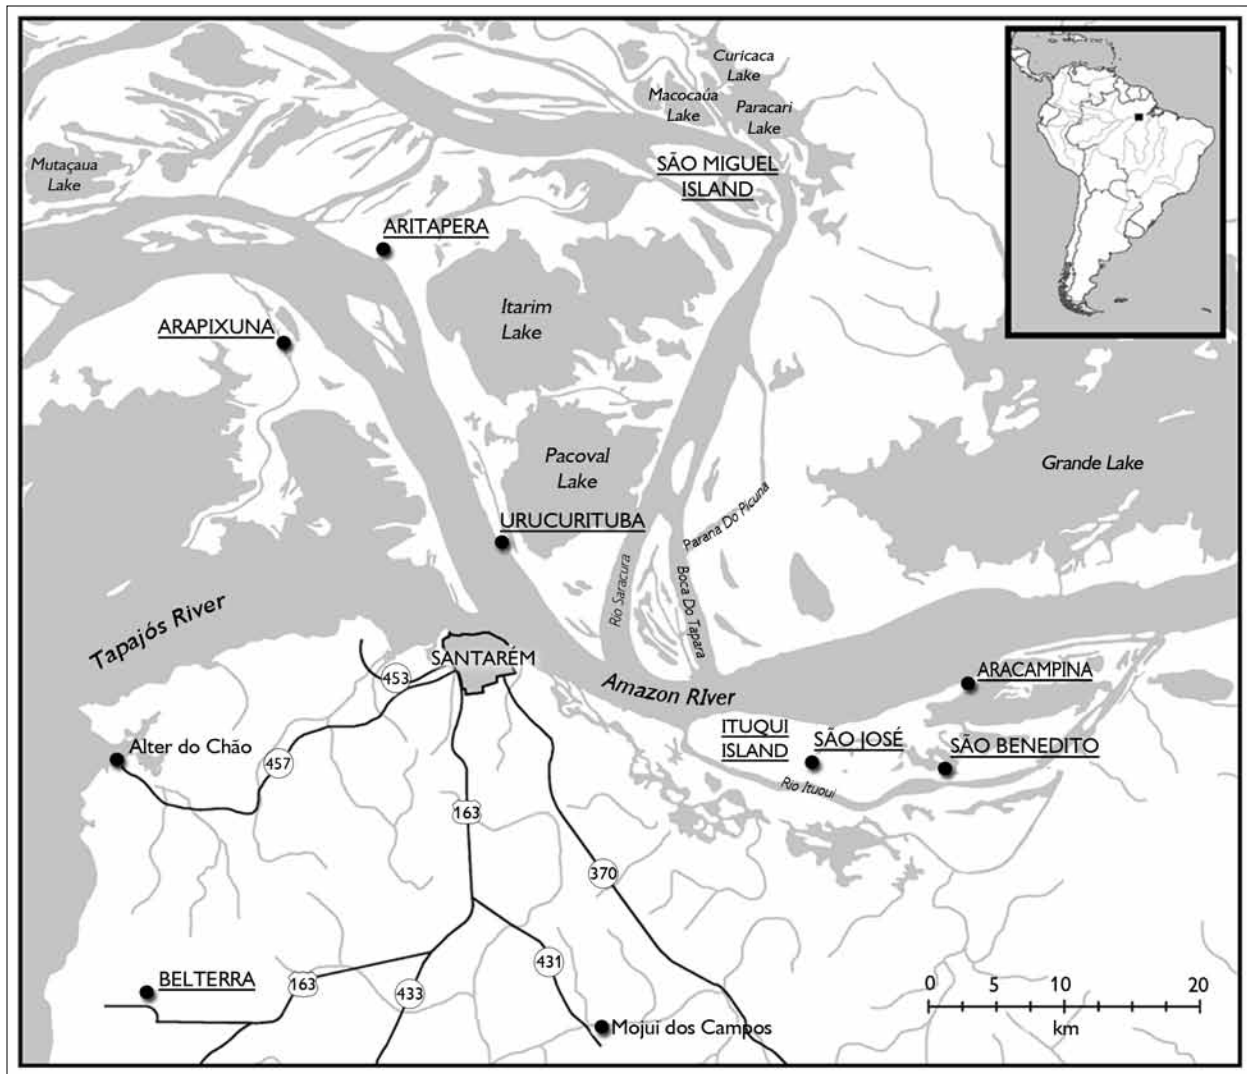 Curicaca
Lake
Macocaúa
Lake
Paracari
Lake
Mutaçaua
Lake
SÃO MIGUEL
ISLAND
ARITAPERA
Itarim
Lake
ARAPIXUNA
Pacoval
Lake
Grande Lake
URUCURITUBA
Parana Do Picuna
Rio Saracura
Boca Do Tapara
Tapajós River
SANTARÉM
453
Amazon RIver
ARACAMPINA
ITUQUI
ISLAND
SÃO JOSÉ
SÃO BENEDITO
Alter do Chão
457
Rio Ituoui
163
370
431
BELTERRA
163
433
Mojui dos Campos
0 5 10 20
km